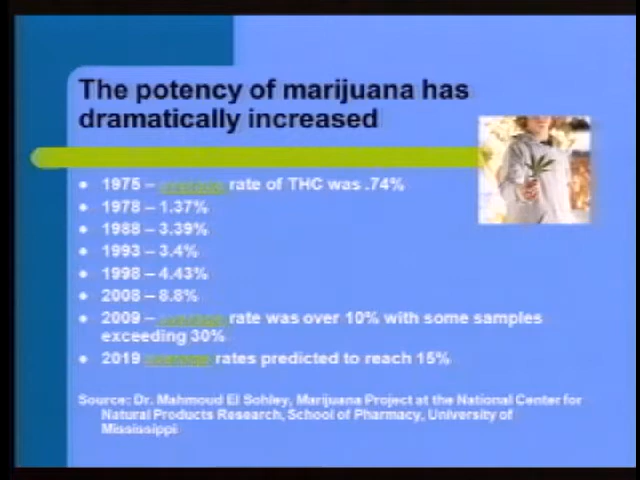 The potency of marijuana has
dramatically increased
• 1975 – average rate of THC was .74%
• 1978 – 1.37%
• 1988 – 3.39%
• 1993 – 3.4%
• 1998 – 4.43%
• 2008 – 8.8%
• 2009 – average rate was over 10% with some samples
exceeding 30%
• 2019 average rates predicted to reach 15%
Source: Dr. Mahmoud El Sohley, Marijuana Project at the National Center for
Natural Products Research, School of Pharmacy, University of
Mississippi